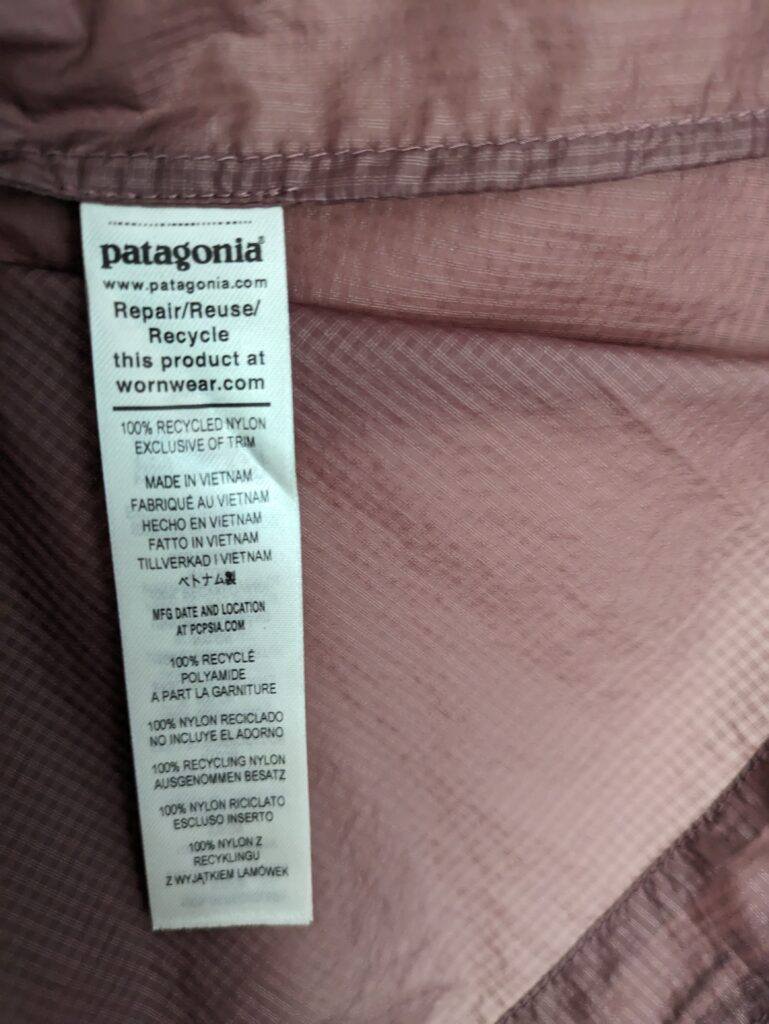 patagonia®
www.patagonia.com
Repair/Reuse/
Recycle
this product at
wornwear.com
100% RECYCLED NYLON
EXCLUSIVE OF TRIM
MADE IN VIETNAM
FABRIQUÉ AU VIETNAM
HECHO EN VIETNAM
FATTO IN VIETNAM
TILLVERKAD I VIETNAM
ベトナム製
MFG DATE AND LOCATION
AT PCPSIA.COM
100% RECYCLÉ
POLYAMIDE
A PART LA GARNITURE
100% NYLON RECICLADO
NO INCLUYE EL ADORNO
100% RECYCLING NYLON
AUSGENOMMEN BESATZ
100% NYLON RICICLATO
ESCLUSO INSERTO
100% NYLON Z
RECYKLINGU
Z WYJĄTKIEM LAMÓWEK